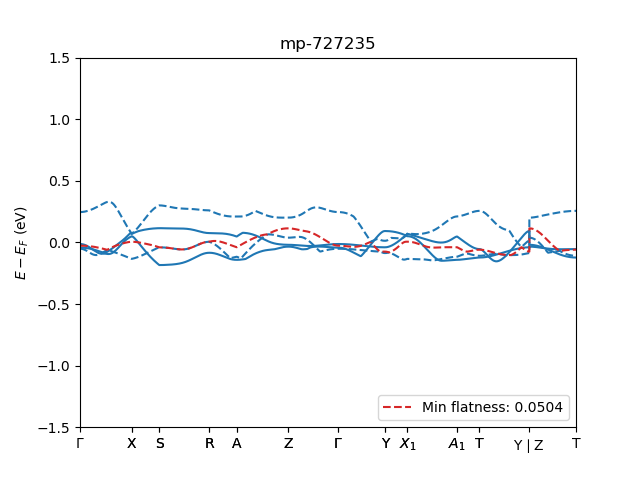 mp-727235
E − E_F (eV)
1.5
1.0
0.5
0.0
−0.5
−1.0
−1.5
Min flatness: 0.0504
Γ X S R A Z Γ Y X₁ A₁ T Y | Z T